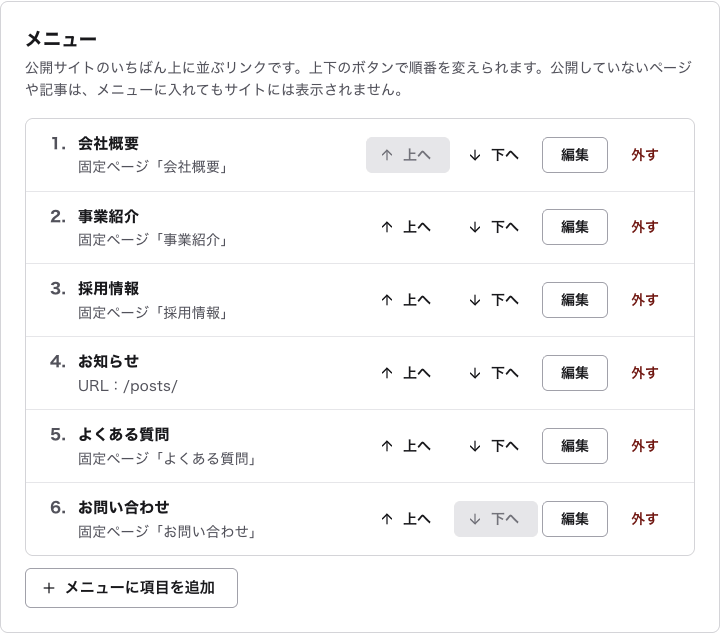 メニュー
公開サイトのいちばん上に並ぶリンクです。上下のボタンで順番を変えられます。公開していないページ
や記事は、メニューに入れてもサイトには表示されません。
1. 会社概要
固定ページ「会社概要」
↑ 上へ ↓ 下へ 編集 外す
2. 事業紹介
固定ページ「事業紹介」
↑ 上へ ↓ 下へ 編集 外す
3. 採用情報
固定ページ「採用情報」
↑ 上へ ↓ 下へ 編集 外す
4. お知らせ
URL：/posts/
↑ 上へ ↓ 下へ 編集 外す
5. よくある質問
固定ページ「よくある質問」
↑ 上へ ↓ 下へ 編集 外す
6. お問い合わせ
固定ページ「お問い合わせ」
↑ 上へ ↓ 下へ 編集 外す
＋ メニューに項目を追加